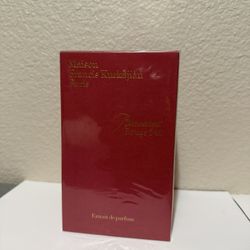 Maison
Francis Kurkdjian
Paris
Baccarat
Rouge 540
Extrait de parfum